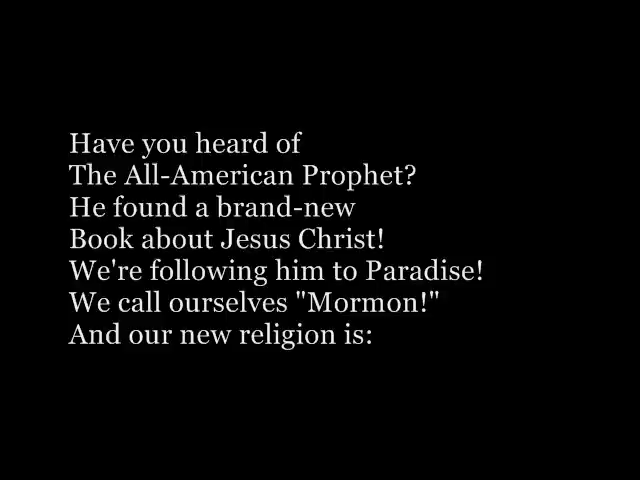 Have you heard of
The All-American Prophet?
He found a brand-new
Book about Jesus Christ!
We're following him to Paradise!
We call ourselves "Mormon!"
And our new religion is: